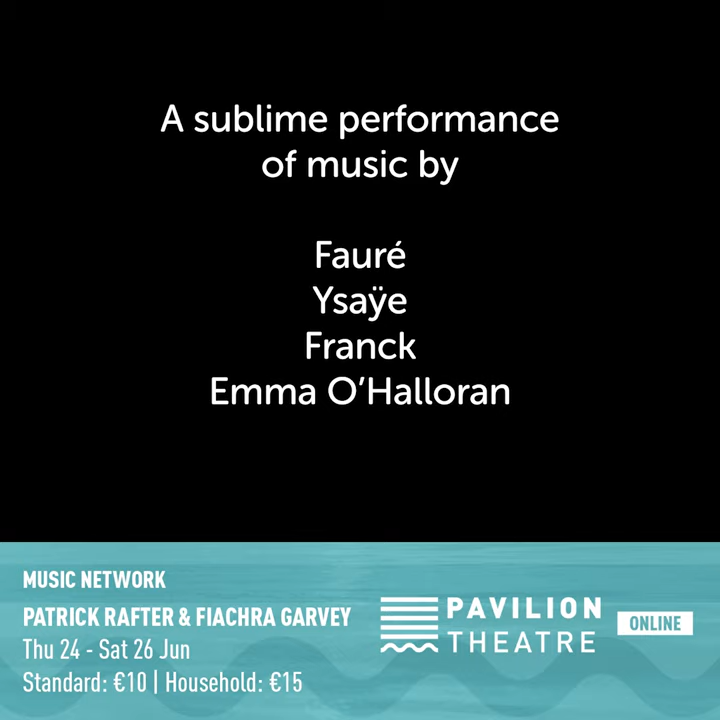 A sublime performance
of music by
Fauré
Ysaÿe
Franck
Emma O’Halloran
MUSIC NETWORK
PATRICK RAFTER & FIACHRA GARVEY
Thu 24 - Sat 26 Jun
Standard: €10 | Household: €15
PAVILION
THEATRE
ONLINE